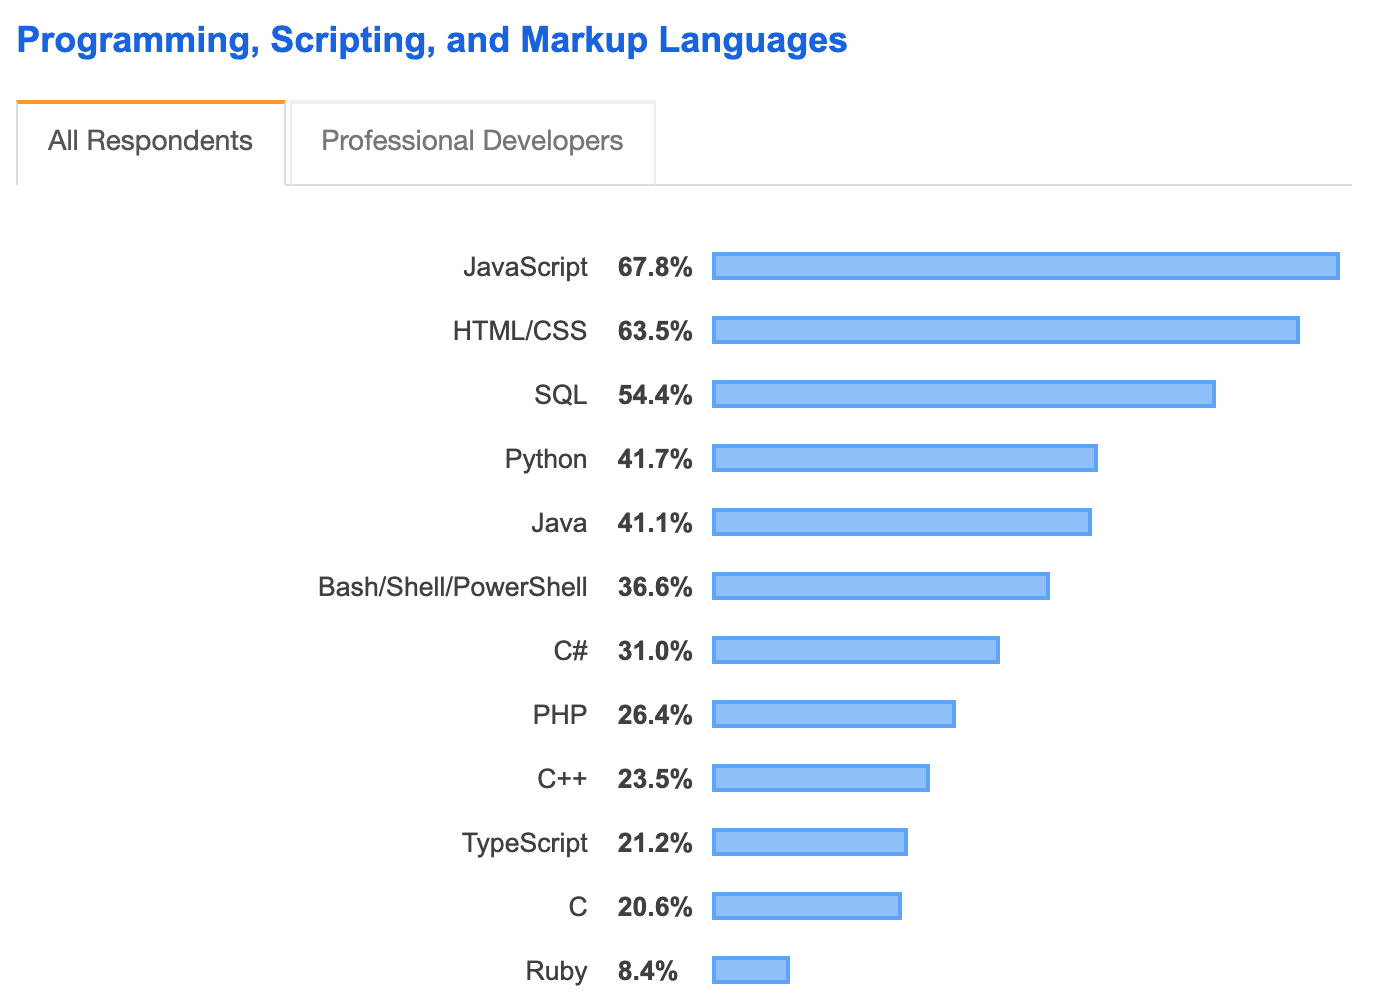 Programming, Scripting, and Markup Languages
All Respondents Professional Developers
JavaScript 67.8%
HTML/CSS 63.5%
SQL 54.4%
Python 41.7%
Java 41.1%
Bash/Shell/PowerShell 36.6%
C# 31.0%
PHP 26.4%
C++ 23.5%
TypeScript 21.2%
C 20.6%
Ruby 8.4%